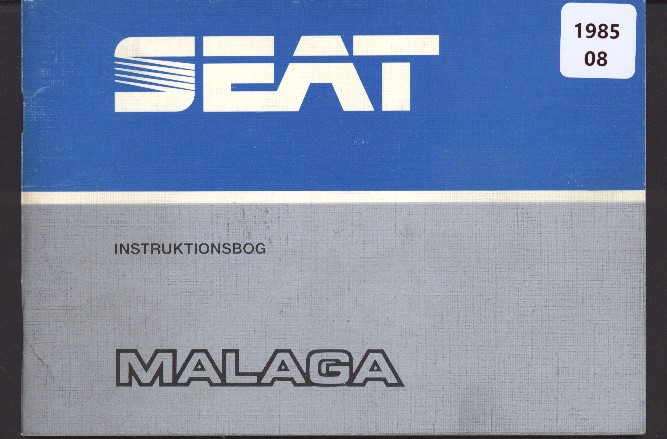 SEAT
1985
08
INSTRUKTIONSBOG
MALAGA